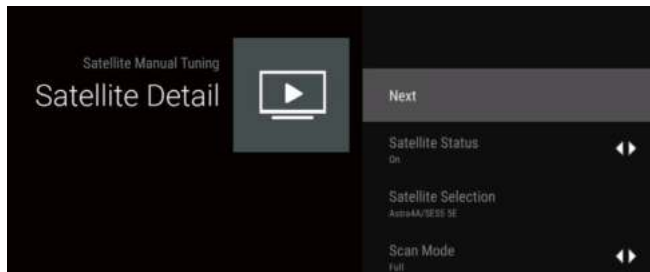 Satellite Manual Tuning
Satellite Detail
Next
Satellite Status
On
Satellite Selection
Astra4A/SES5 5E
Scan Mode
Full